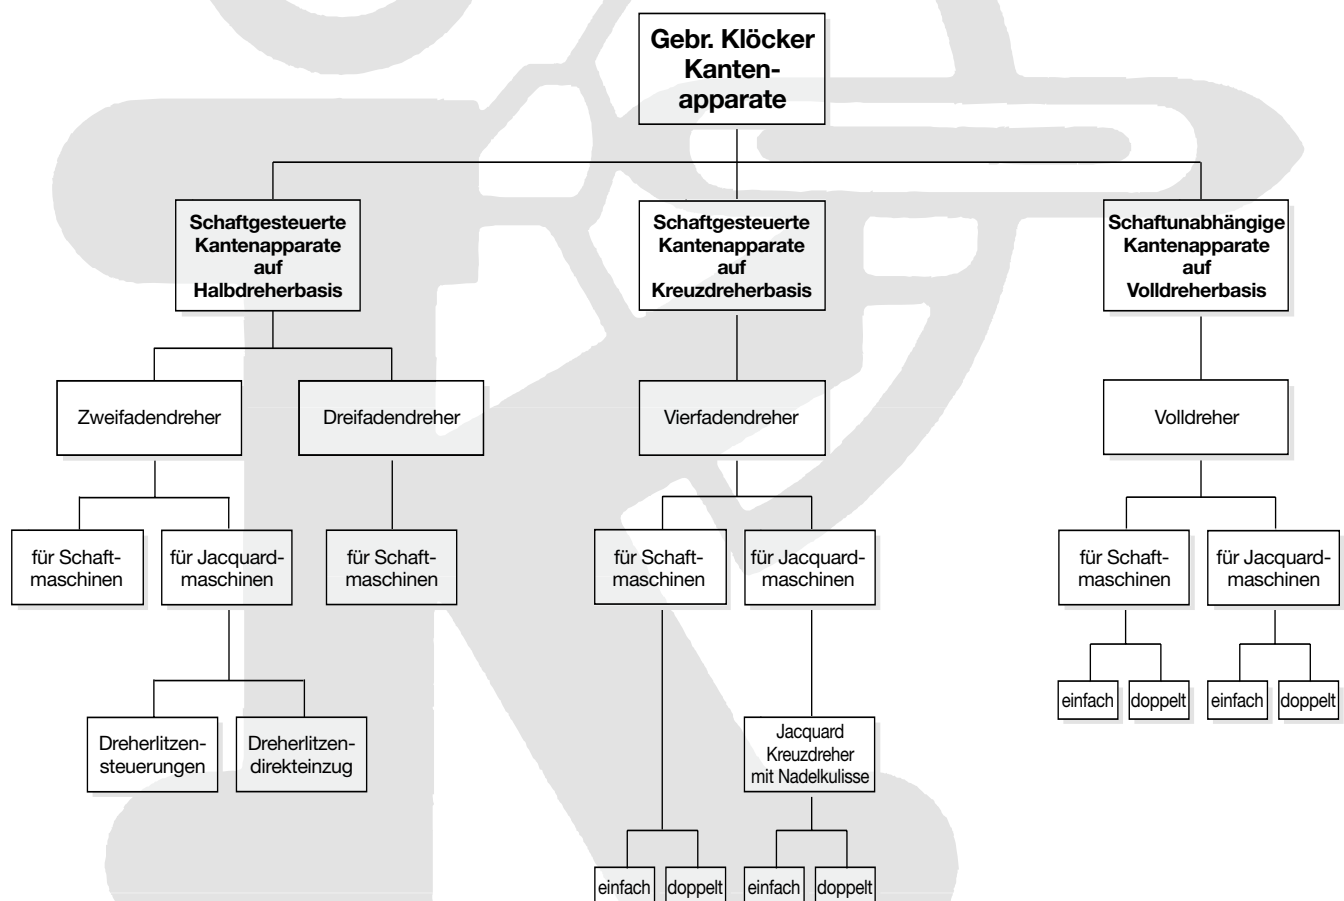 Gebr. Klöcker
Kanten-
apparate
Schaftgesteuerte
Kantenapparate
auf
Halbdreherbasis
Schaftgesteuerte
Kantenapparate
auf
Kreuzdreherbasis
Schaftunabhängige
Kantenapparate
auf
Volldreherbasis
Zweifadendreher
Dreifadendreher
Vierfadendreher
Volldreher
für Schaft-
maschinen
für Jacquard-
maschinen
für Schaft-
maschinen
für Schaft-
maschinen
für Jacquard-
maschinen
für Schaft-
maschinen
für Jacquard-
maschinen
einfach
doppelt
einfach
doppelt
Dreherlitzen-
steuerungen
Dreherlitzen-
direkteinzug
Jacquard
Kreuzdreher
mit Nadelkulisse
einfach
doppelt
einfach
doppelt